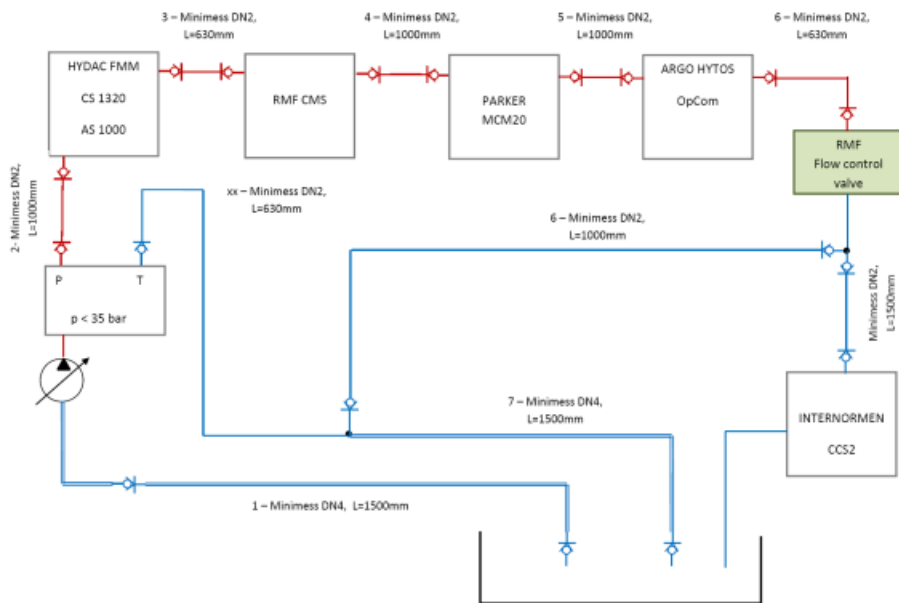 3 – Minimess DN2,
L=630mm
4 – Minimess DN2,
L=1000mm
5 – Minimess DN2,
L=1000mm
6 – Minimess DN2,
L=630mm
HYDAC FMM
CS 1320
AS 1000
RMF CMS
PARKER
MCM20
ARGO HYTOS
OpCom
RMF
Flow control
valve
2- Minimess DN2,
L=1000mm
xx – Minimess DN2,
L=630mm
6 – Minimess DN2,
L=1000mm
Minimess DN2,
L=1500mm
P
T
p < 35 bar
7 – Minimess DN4,
L=1500mm
INTERNORMEN
CCS2
1 – Minimess DN4, L=1500mm